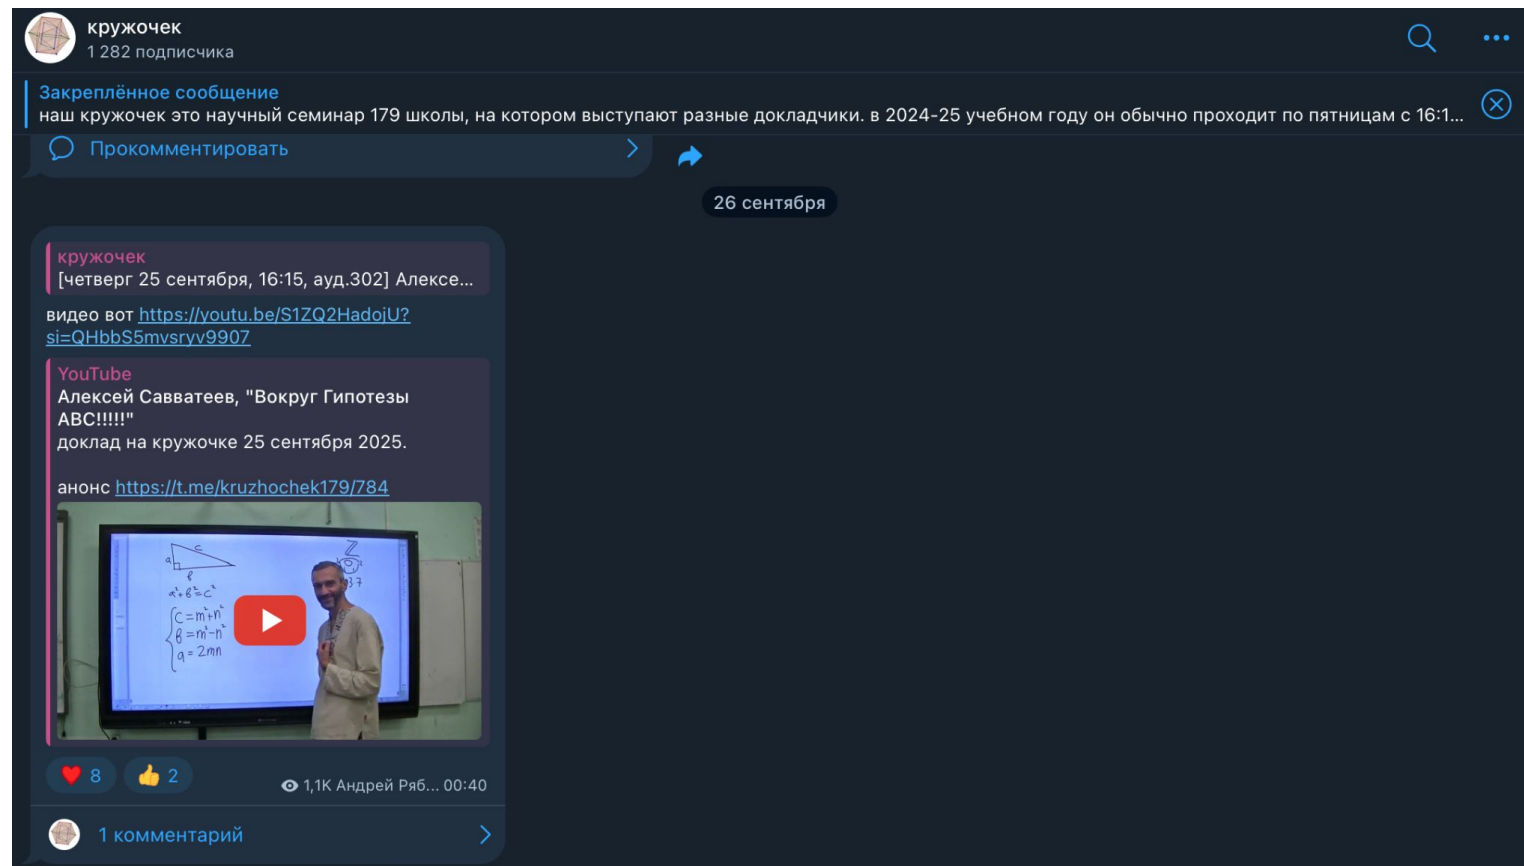 кружочек
1 282 подписчика
Закреплённое сообщение
наш кружочек это научный семинар 179 школы, на котором выступают разные докладчики. в 2024-25 учебном году он обычно проходит по пятницам с 16:1...
Прокомментировать
26 сентября
кружочек
[четверг 25 сентября, 16:15, ауд.302] Алексе...
видео вот https://youtu.be/S1ZQ2HadojU?
si=QHbbS5mvsryv9907
YouTube
Алексей Савватеев, "Вокруг Гипотезы
ABC!!!!!"
доклад на кружочке 25 сентября 2025.
анонс https://t.me/kruzhochek179/784
c
a
b
a²+b²=c²
c=m²+n²
b=m²-n²
a=2mn
Z
37
8
2
1,1K Андрей Ряб... 00:40
1 комментарий